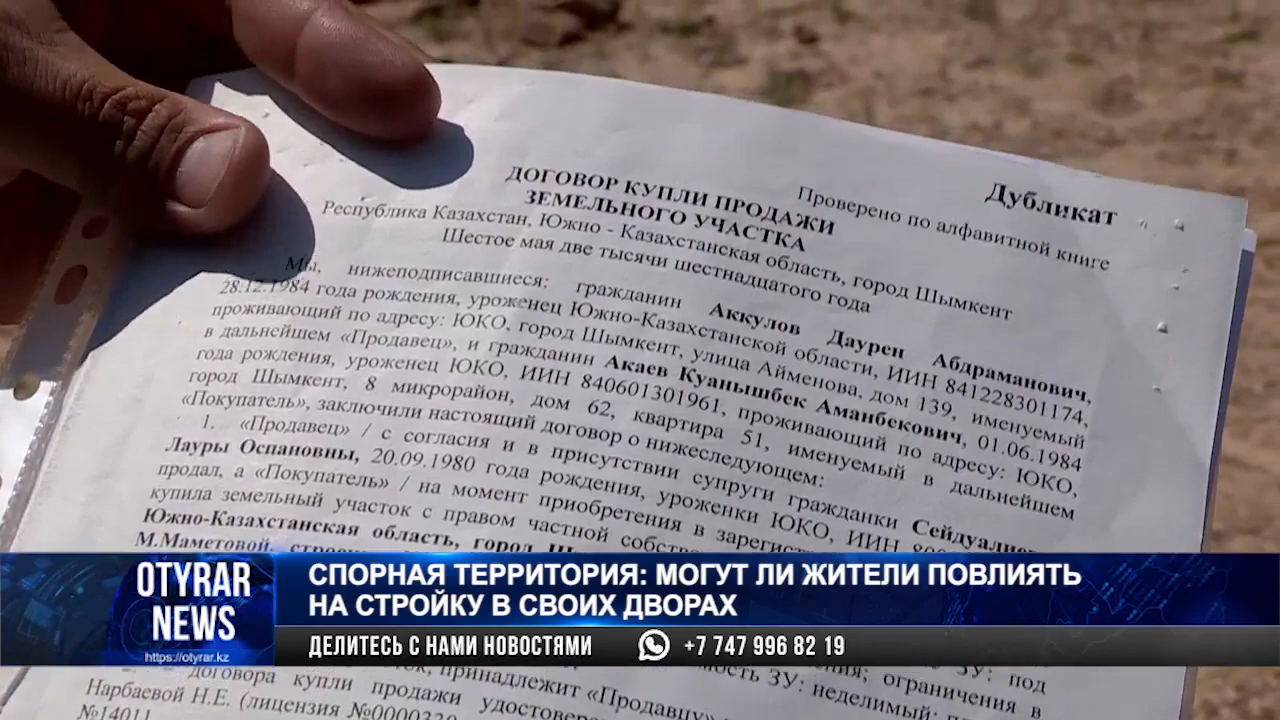 Дубликат
Проверено по алфавитной книге
ДОГОВОР КУПЛИ ПРОДАЖИ
ЗЕМЕЛЬНОГО УЧАСТКА
Республика Казахстан, Южно - Казахстанская область, город Шымкент
Шестое мая две тысячи шестнадцатого года
Мы, нижеподписавшиеся: гражданин Аккулов Даурен Абдраманович,
28.12.1984 года рождения, уроженец Южно-Казахстанской области, ИИН 841228301174,
проживающий по адресу: ЮКО, город Шымкент, улица Айменова, дом 139, именуемый
в дальнейшем «Продавец», и гражданин Акаев Куанышбек Аманбекович, 01.06.1984
года рождения, уроженец ЮКО, ИИН 840601301961, проживающий по адресу: ЮКО,
город Шымкент, 8 микрорайон, дом 62, квартира 51, именуемый в дальнейшем
«Покупатель», заключили настоящий договор о нижеследующем:
1. «Продавец» / с согласия и в присутствии супруги гражданки
Лауры Оспановны, 20.09.1980 года рождения, уроженки ЮКО, ИИН
продал, а «Покупатель» / на момент приобретения в
купила земельный участок с правом частной
Южно-Казахстанская область, город
М.Маметовой,
OTYRAR
NEWS
https://otyrar.kz
СПОРНАЯ ТЕРРИТОРИЯ: МОГУТ ЛИ ЖИТЕЛИ ПОВЛИЯТЬ
НА СТРОЙКУ В СВОИХ ДВОРАХ
ДЕЛИТЕСЬ С НАМИ НОВОСТЯМИ +7 747 996 82 19
ограничения в
ЗУ: неделимый;
принадлежит «Продавцу»
договора купли продажи
Нарбаевой Н.Е. (лицензия
№14011